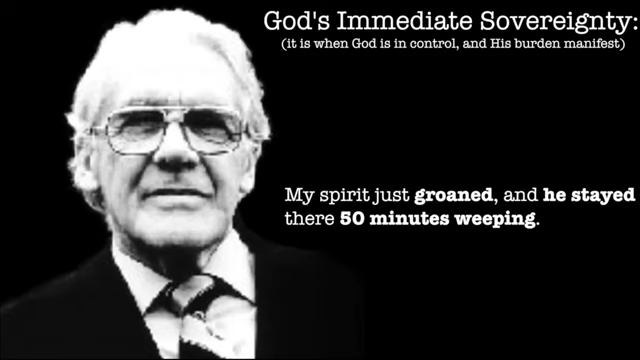 God's Immediate Sovereignty:
(it is when God is in control, and His burden manifest)
My spirit just groaned, and he stayed
there 50 minutes weeping.